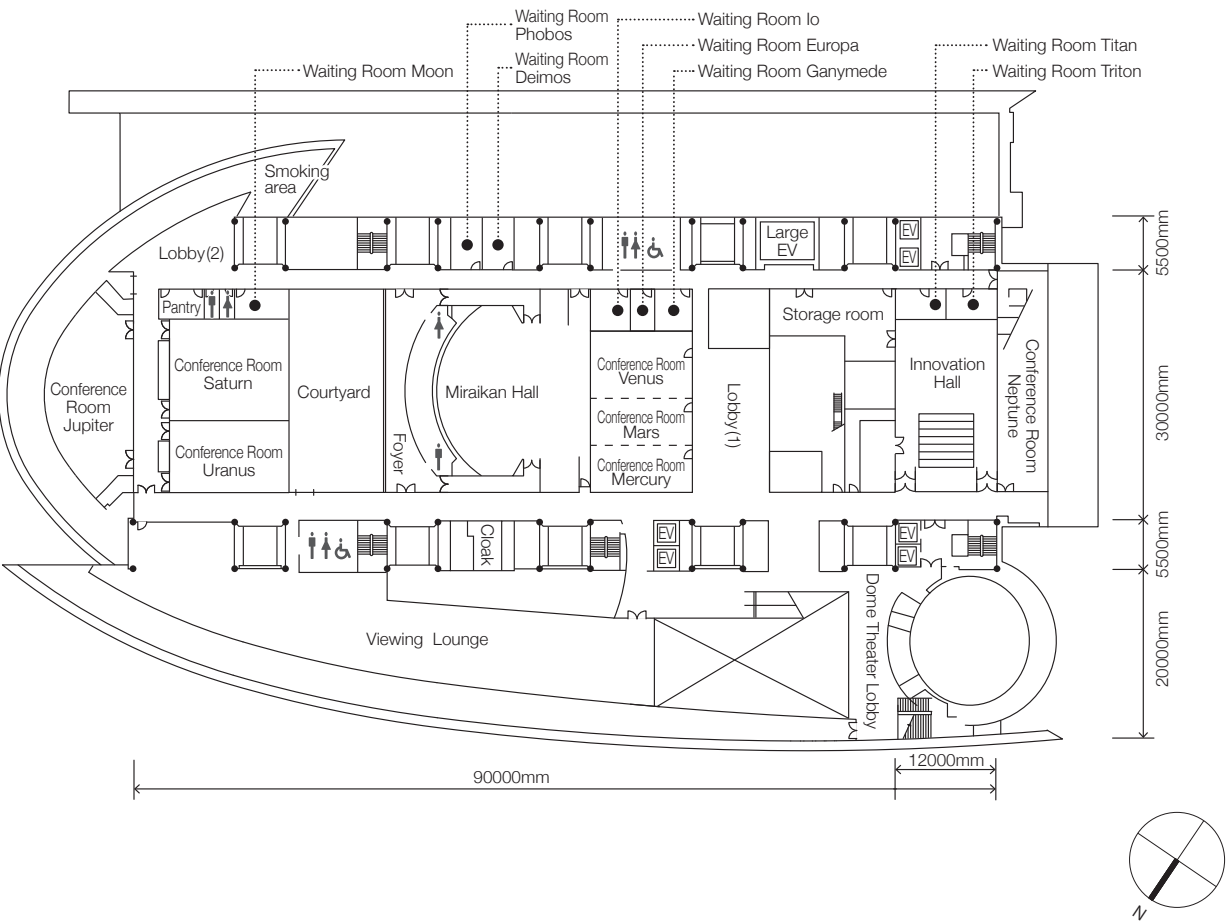 Waiting Room
Phobos
Waiting Room Io
Waiting Room Europa
Waiting Room Titan
Waiting Room Moon
Waiting Room
Deimos
Waiting Room Ganymede
Waiting Room Triton
Smoking
area
Lobby(2)
Large
EV
EV
EV
5500mm
Pantry
Storage room
Conference Room
Saturn
Courtyard
Miraikan Hall
Conference Room
Venus
Innovation
Hall
Conference
Room
Jupiter
Conference Room
Mars
Lobby(1)
Conference Room
Neptune
30000mm
Conference Room
Uranus
Foyer
Conference Room
Mercury
Cloak
EV
EV
EV
EV
5500mm
Viewing Lounge
Dome Theater Lobby
20000mm
12000mm
90000mm
N